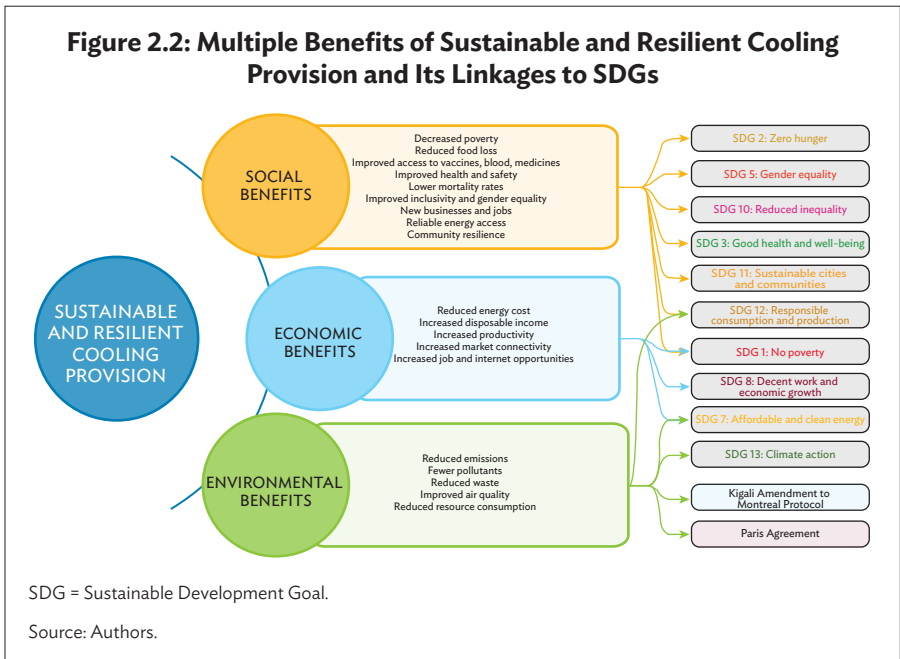 Figure 2.2: Multiple Benefits of Sustainable and Resilient Cooling
Provision and Its Linkages to SDGs
SUSTAINABLE
AND RESILIENT
COOLING
PROVISION
SOCIAL
BENEFITS
Decreased poverty
Reduced food loss
Improved access to vaccines, blood, medicines
Improved health and safety
Lower mortality rates
Improved inclusivity and gender equality
New businesses and jobs
Reliable energy access
Community resilience
ECONOMIC
BENEFITS
Reduced energy cost
Increased disposable income
Increased productivity
Increased market connectivity
Increased job and internet opportunities
ENVIRONMENTAL
BENEFITS
Reduced emissions
Fewer pollutants
Reduced waste
Improved air quality
Reduced resource consumption
SDG 2: Zero hunger
SDG 5: Gender equality
SDG 10: Reduced inequality
SDG 3: Good health and well-being
SDG 11: Sustainable cities
and communities
SDG 12: Responsible
consumption and production
SDG 1: No poverty
SDG 8: Decent work and
economic growth
SDG 7: Affordable and clean energy
SDG 13: Climate action
Kigali Amendment to
Montreal Protocol
Paris Agreement
SDG = Sustainable Development Goal.
Source: Authors.